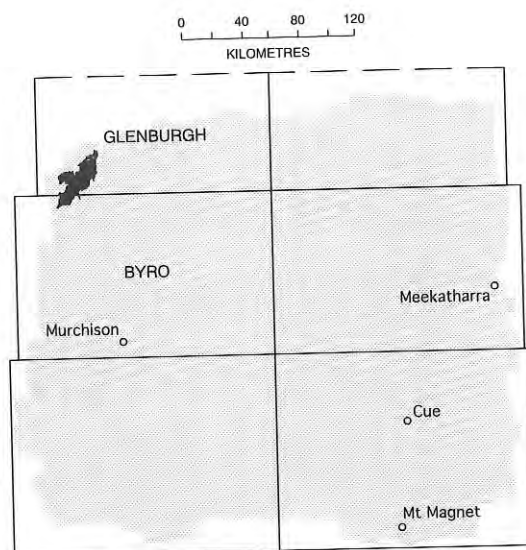 0 40 80 120
KILOMETRES
GLENBURGH
BYRO
Meekatharra
Murchison
Cue
Mt Magnet